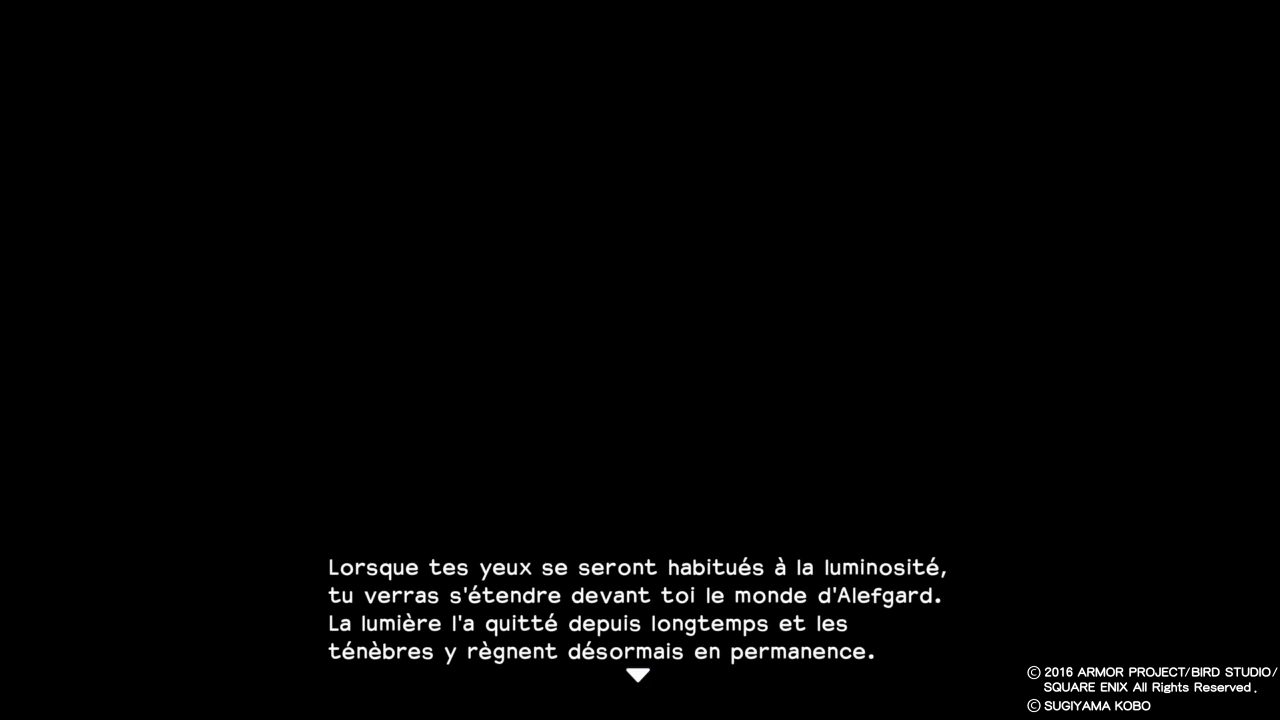 Lorsque tes yeux se seront habitués à la luminosité,
tu verras s'étendre devant toi le monde d'Alefgard.
La lumière l'a quitté depuis longtemps et les
ténèbres y règnent désormais en permanence.
© 2016 ARMOR PROJECT/BIRD STUDIO/
SQUARE ENIX All Rights Reserved.
© SUGIYAMA KOBO